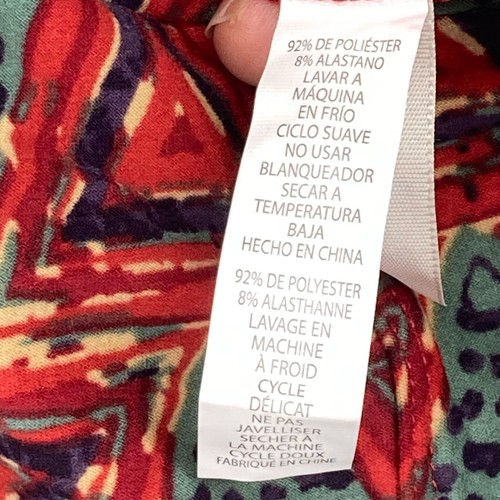 92% DE POLIÉSTER
8% ALASTANO
LAVAR A
MÁQUINA
EN FRÍO
CICLO SUAVE
NO USAR
BLANQUEADOR
SECAR A
TEMPERATURA
BAJA
HECHO EN CHINA
92% DE POLYESTER
8% ALASTHANNE
LAVAGE EN
MACHINE
À FROID
CYCLE
DÉLICAT
NE PAS
JAVELLISER
SECHER À
LA MACHINE
CYCLE DOUX
FABRIQUÉ EN CHINE